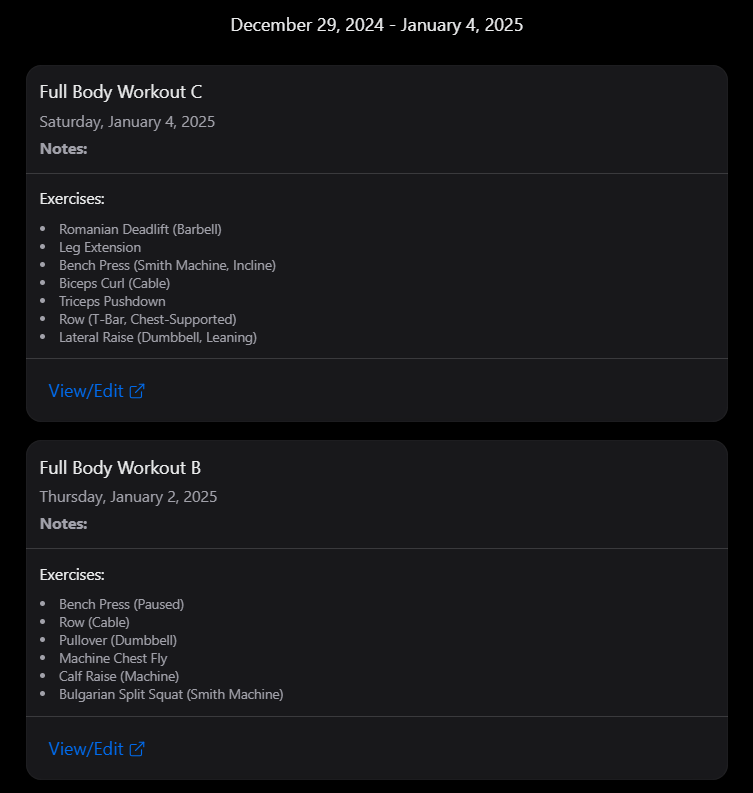 December 29, 2024 - January 4, 2025
Full Body Workout C
Saturday, January 4, 2025
Notes:
Exercises:
• Romanian Deadlift (Barbell)
• Leg Extension
• Bench Press (Smith Machine, Incline)
• Biceps Curl (Cable)
• Triceps Pushdown
• Row (T-Bar, Chest-Supported)
• Lateral Raise (Dumbbell, Leaning)
View/Edit
Full Body Workout B
Thursday, January 2, 2025
Notes:
Exercises:
• Bench Press (Paused)
• Row (Cable)
• Pullover (Dumbbell)
• Machine Chest Fly
• Calf Raise (Machine)
• Bulgarian Split Squat (Smith Machine)
View/Edit